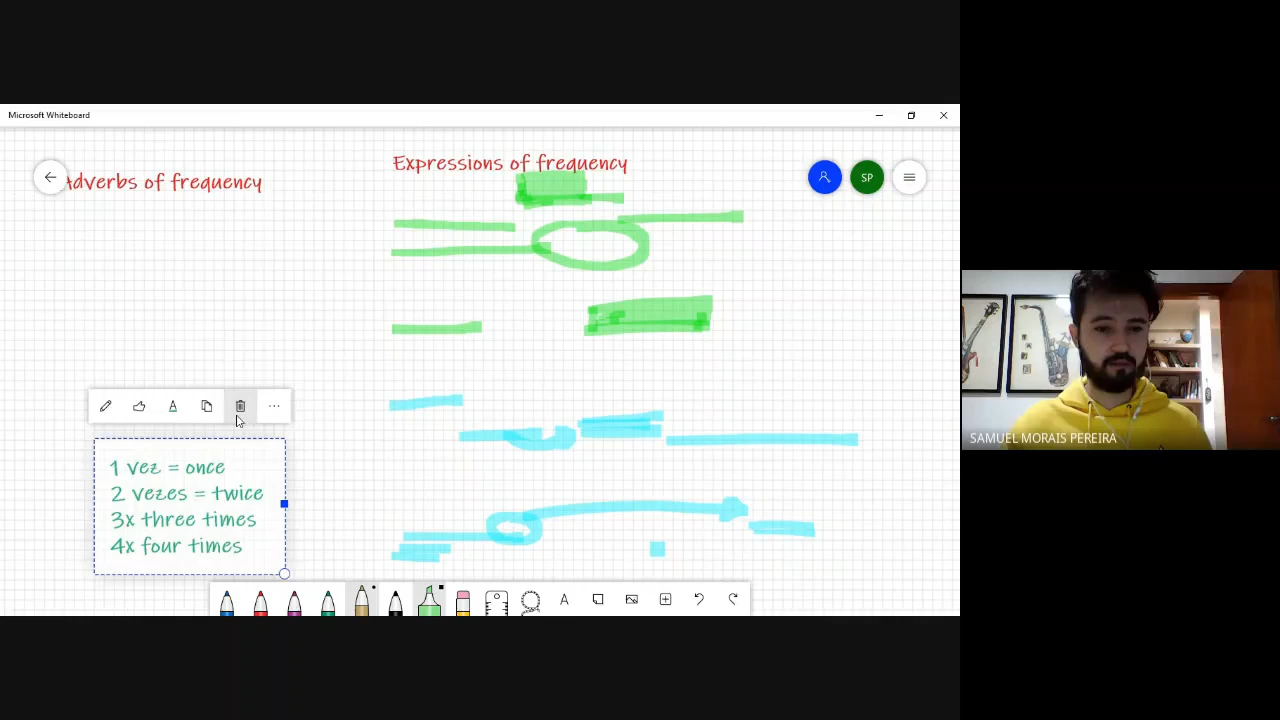 Microsoft Whiteboard
Expressions of frequency
Adverbs of frequency
SP
1 vez = once
2 vezes = twice
3x three times
4x four times
SAMUEL MORAIS PEREIRA